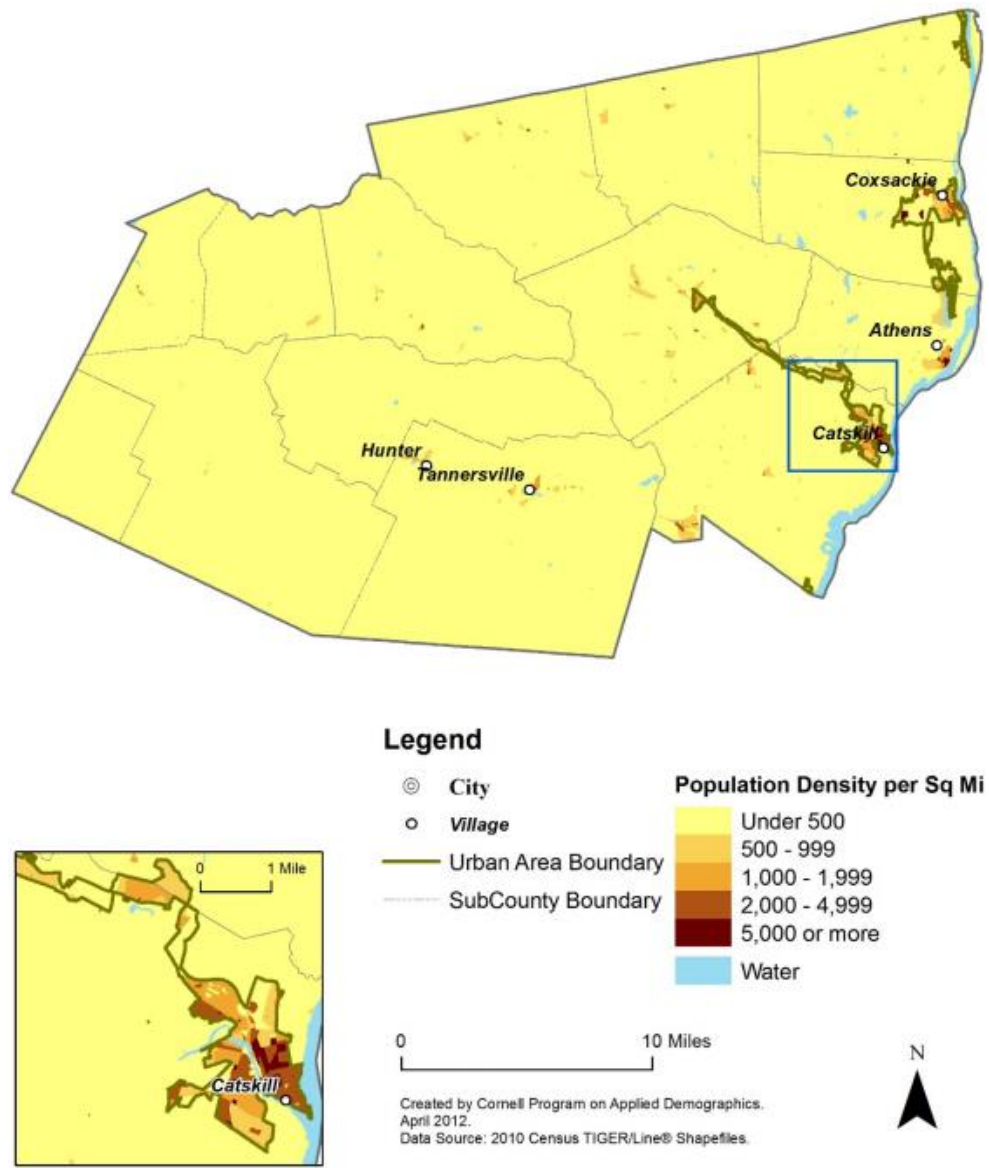 Coxsackie
Athens
Catskill
Hunter
Tannersville
Legend
City
Village
Urban Area Boundary
SubCounty Boundary
Population Density per Sq Mi
Under 500
500 - 999
1,000 - 1,999
2,000 - 4,999
5,000 or more
Water
0 1 Mile
Catskill
0 10 Miles
N
Created by Cornell Program on Applied Demographics.
April 2012.
Data Source: 2010 Census TIGER/Line® Shapefiles.